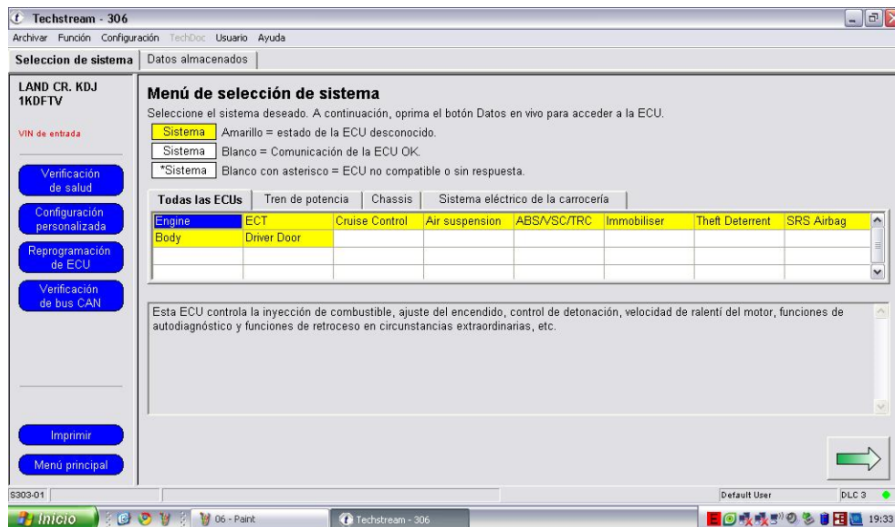 Techstream - 306
Archivar Función Configuración TechDoc Usuario Ayuda
Seleccion de sistema Datos almacenados
LAND CR. KDJ
1KDFTV
VIN de entrada
Verificación
de salud
Configuración
personalizada
Reprogramación
de ECU
Verificación
de bus CAN
Imprimir
Menú principal
Menú de selección de sistema
Seleccione el sistema deseado. A continuación, oprima el botón Datos en vivo para acceder a la ECU.
Sistema Amarillo = estado de la ECU desconocido.
Sistema Blanco = Comunicación de la ECU OK.
*Sistema Blanco con asterisco = ECU no compatible o sin respuesta.
Todas las ECUs Tren de potencia Chassis Sistema eléctrico de la carrocería
Engine ECT Cruise Control Air suspension ABS/VSC/TRC Immobiliser Theft Deterrent SRS Airbag
Body Driver Door
Esta ECU controla la inyección de combustible, ajuste del encendido, control de detonación, velocidad de ralentí del motor, funciones de
autodiagnóstico y funciones de retroceso en circunstancias extraordinarias, etc.
S303-01 Default User DLC 3
Inicio 06 - Paint Techstream - 306 19:33